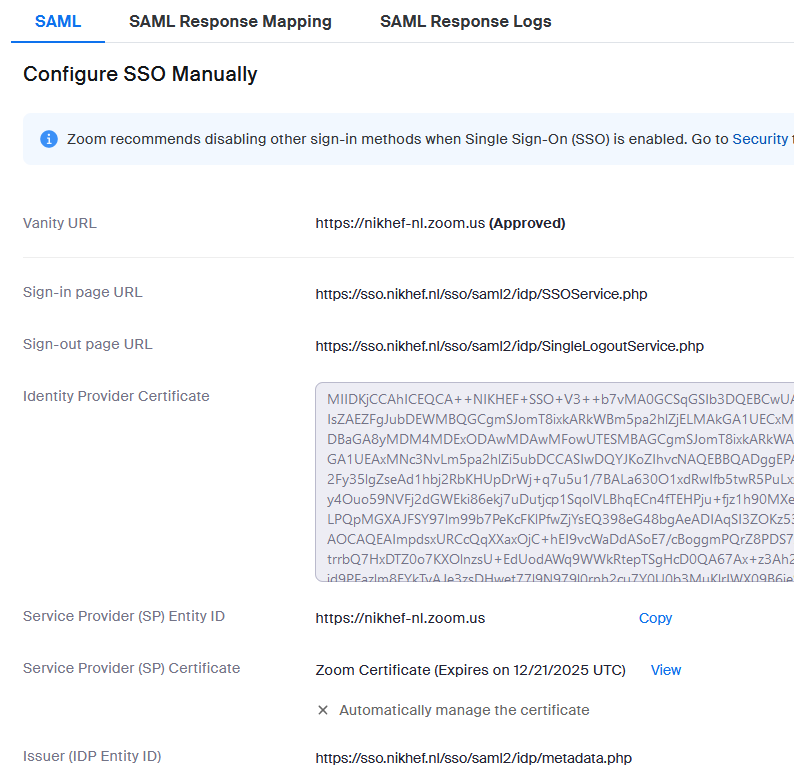 SAML SAML Response Mapping SAML Response Logs
Configure SSO Manually
Zoom recommends disabling other sign-in methods when Single Sign-On (SSO) is enabled. Go to Security
Vanity URL https://nikhef-nl.zoom.us (Approved)
Sign-in page URL https://sso.nikhef.nl/sso/saml2/idp/SSOService.php
Sign-out page URL https://sso.nikhef.nl/sso/saml2/idp/SingleLogoutService.php
Identity Provider Certificate
MIIDKjCCAhICEQCA++NIKHEF+SSO+V3++b7vMA0GCSqGSIb3DQEBCwUA
IsZAEZFgJubDEWMBQGCgmSJomT8ixkARkWBm5pa2hlZjELMAkGA1UECxM
DBaGA8yMDM4MDExODAwMDAwMFowUTESMBAGCgmSJomT8ixkARkWA
GA1UEAxMNc3NvLm5pa2hlZi5ubDCCASIwDQYJKoZIhvcNAQEBBQADggEPA
2Fy35lgZseAd1hbj2RbKHUpDrWj+q7u5u1/7BALa630O1xdRwIfb5twR5PuLx
y4Ouo59NVFj2dGWEki86ekj7uDutjcp1SqolVLBhqECn4fTEHPju+fjz1h90MXe
LPQpMGXAJFSY97lm99b7PeKcFKlPfwZjYsEQ398eG48bgAeADIAqSI3ZOKz53
AOCAQEAImpdsxURCcQqXXaxOjC+hEI9vcWaDdASoE7/cBoggmPQrZ8PDS7
trrbQ7HxDTZ0o7KXOlnzsU+EdUodAWq9WWkRtepTSgHcD0QA67Ax+z3Ah2
Service Provider (SP) Entity ID https://nikhef-nl.zoom.us Copy
Service Provider (SP) Certificate Zoom Certificate (Expires on 12/21/2025 UTC) View
Automatically manage the certificate
Issuer (IDP Entity ID) https://sso.nikhef.nl/sso/saml2/idp/metadata.php